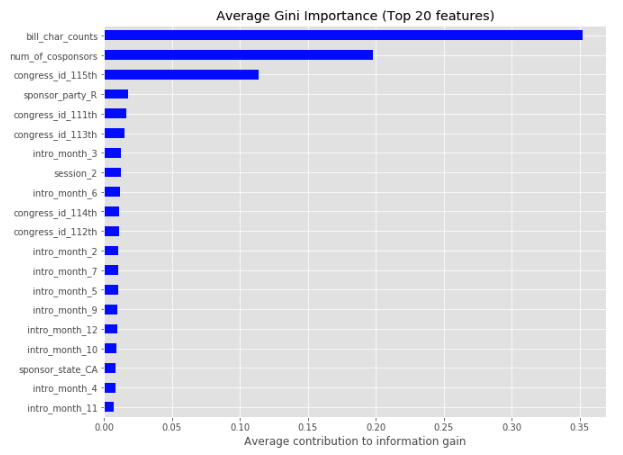 Average Gini Importance (Top 20 features)
bill_char_counts
num_of_cosponsors
congress_id_115th
sponsor_party_R
congress_id_111th
congress_id_113th
intro_month_3
session_2
intro_month_6
congress_id_114th
congress_id_112th
intro_month_2
intro_month_7
intro_month_5
intro_month_9
intro_month_12
intro_month_10
sponsor_state_CA
intro_month_4
intro_month_11
0.00 0.05 0.10 0.15 0.20 0.25 0.30 0.35
Average contribution to information gain